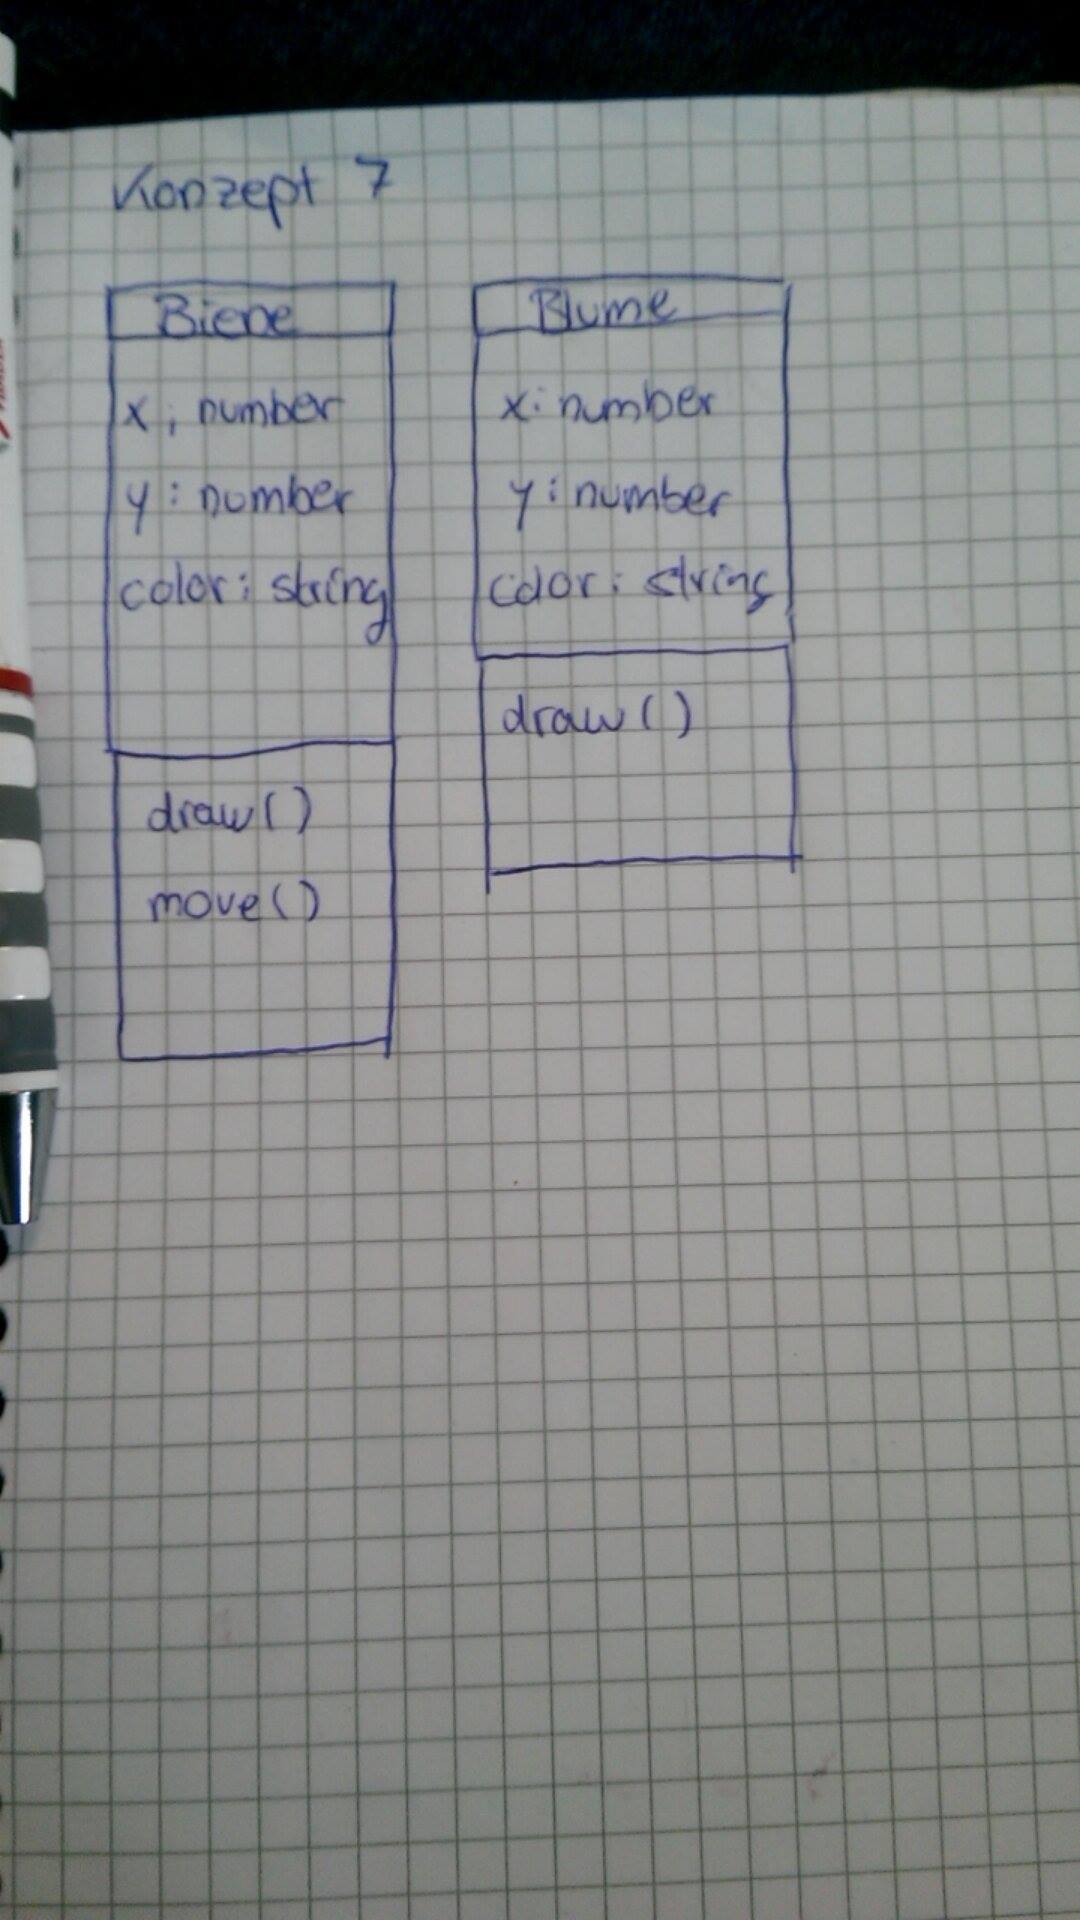 Konzept 7
Biene
x; number
y: number
color: string
draw()
move()
Blume
x: number
y: number
color: string
draw()